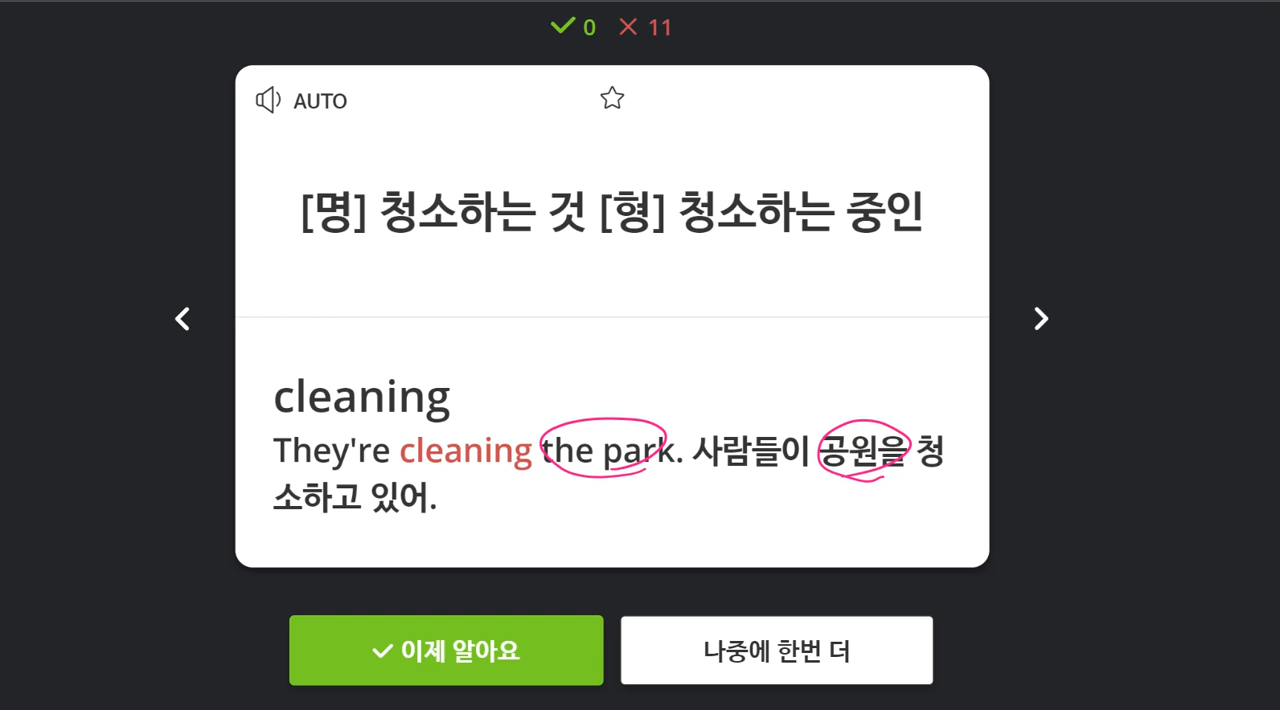 0 11
AUTO
[명] 청소하는 것 [형] 청소하는 중인
cleaning
They're cleaning the park. 사람들이 공원을 청
소하고 있어.
이제 알아요
나중에 한번 더